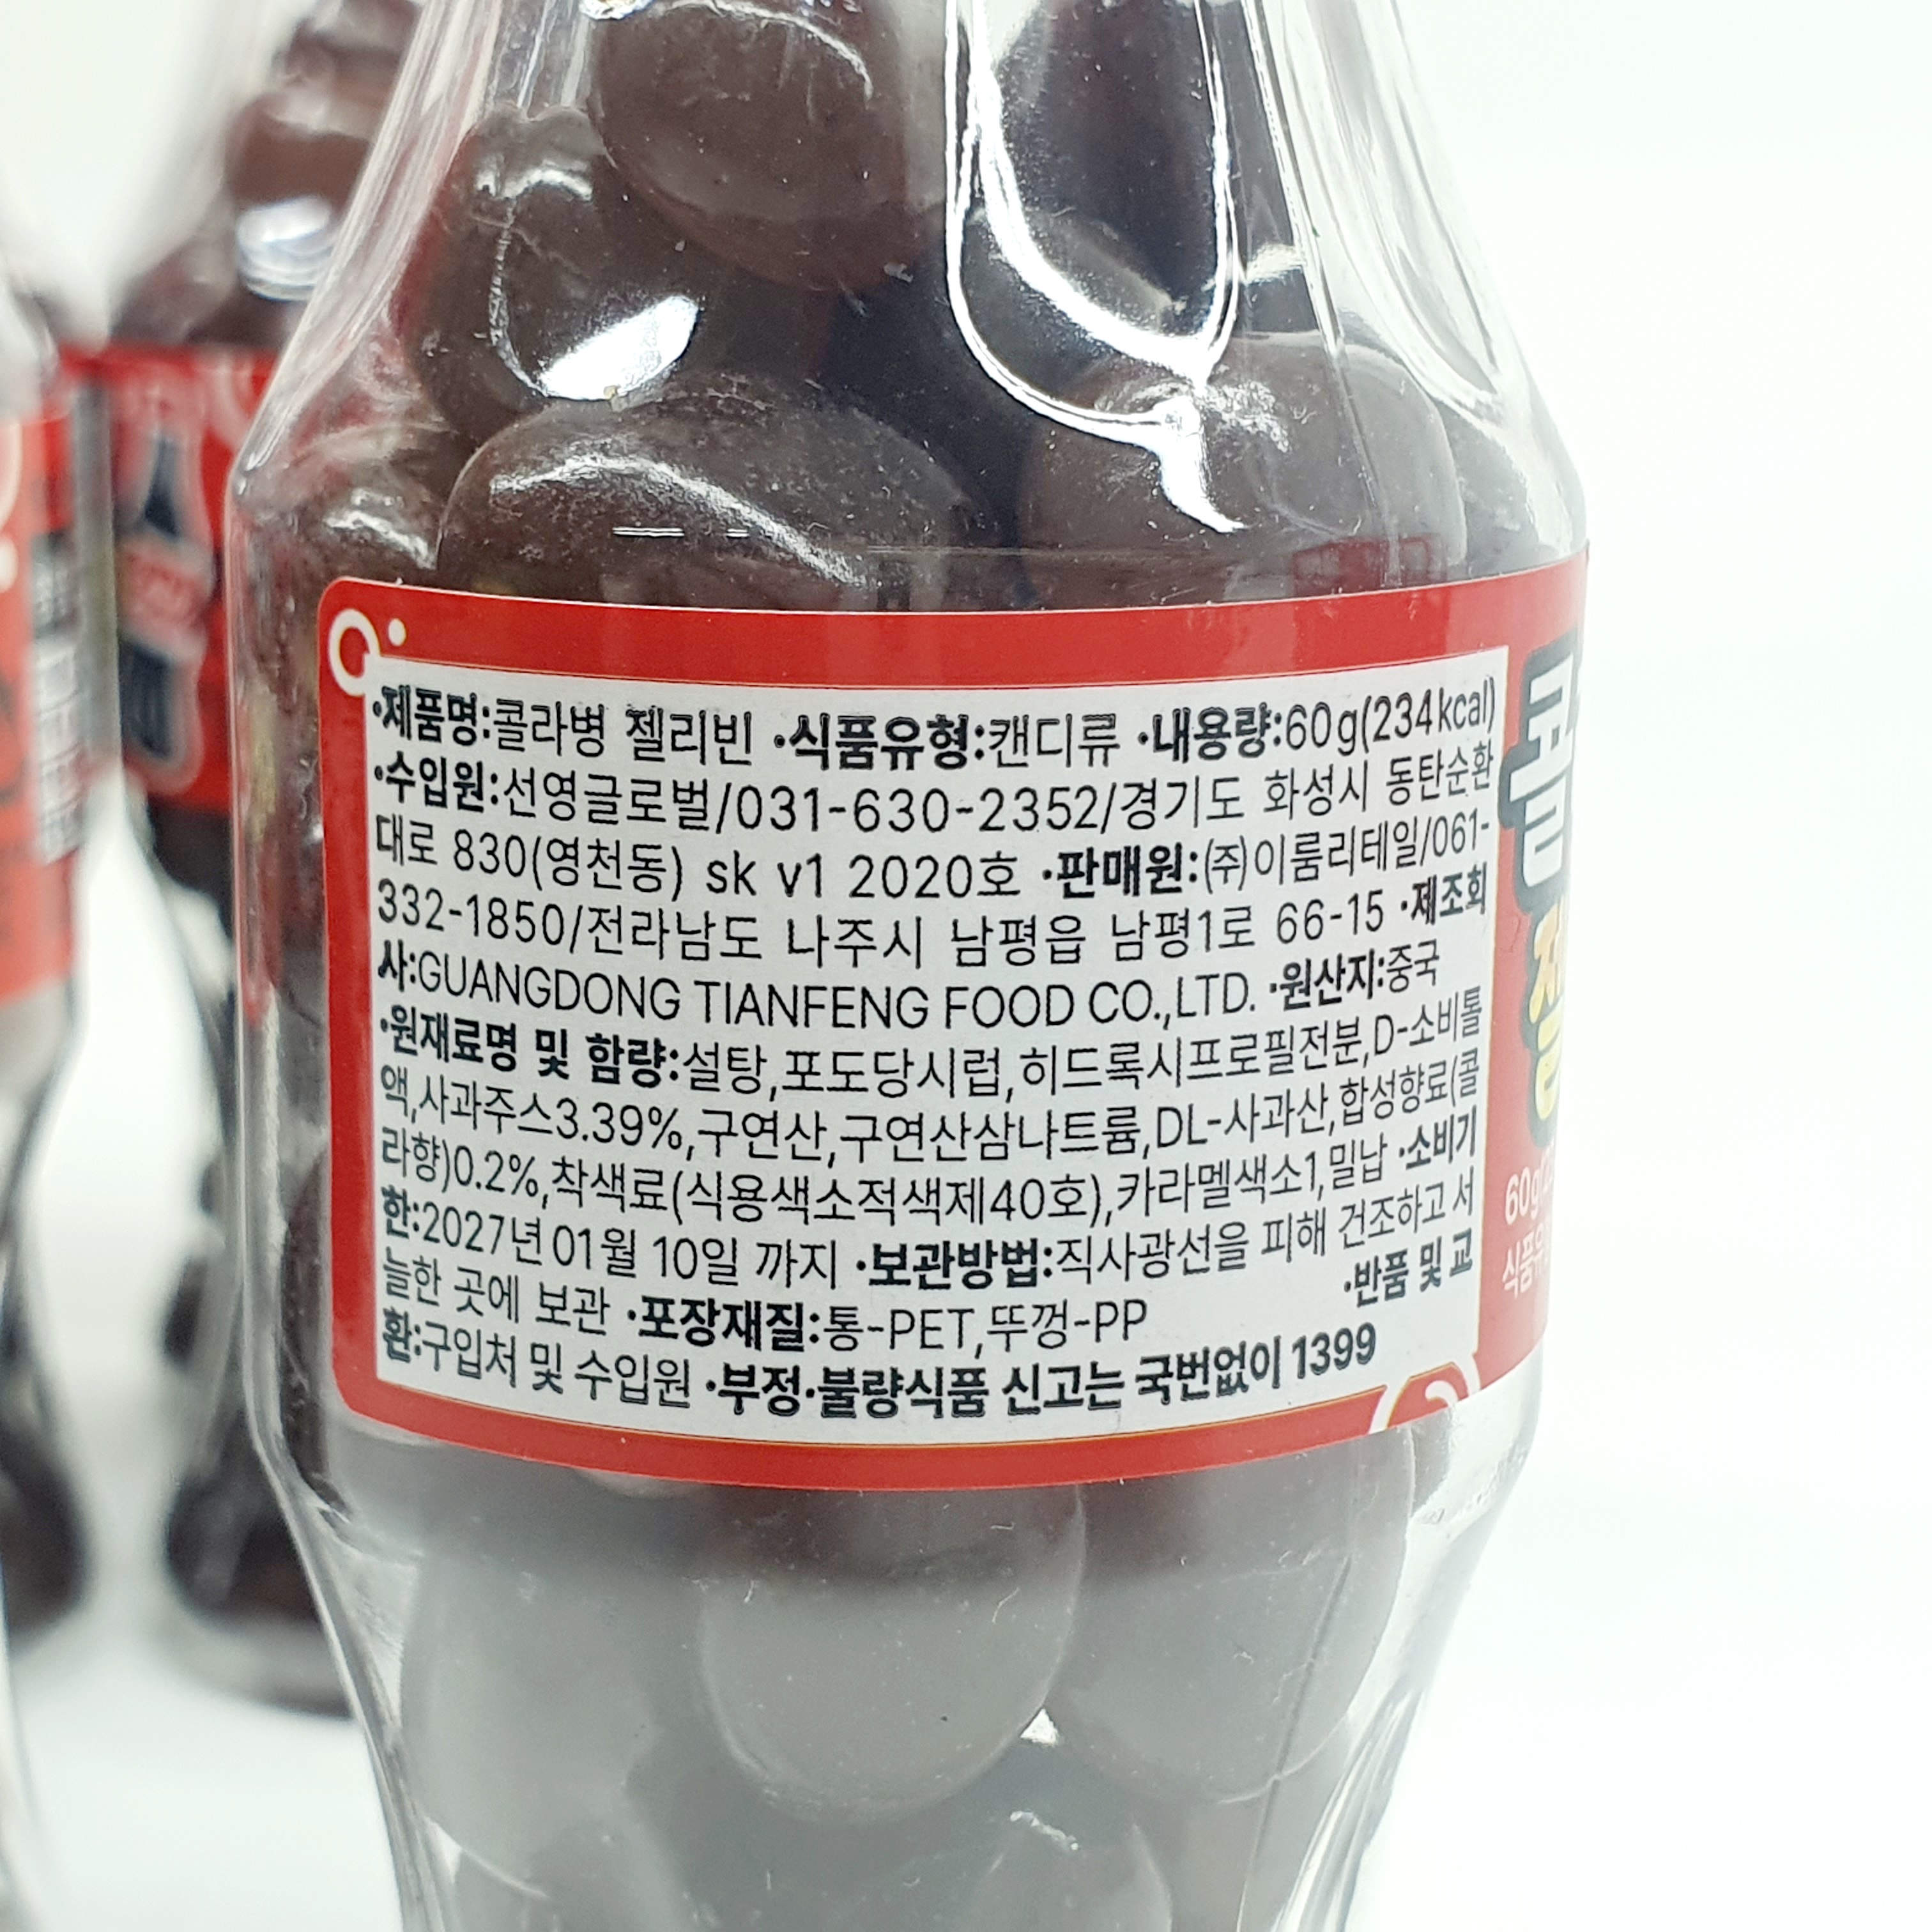 ·제품명:콜라병 젤리빈 ·식품유형:캔디류 ·내용량:60g(234kcal)
·수입원:선영글로벌/031-630-2352/경기도 화성시 동탄순환
대로 830(영천동) sk v1 2020호 ·판매원:(주)이룸리테일/061-
332-1850/전라남도 나주시 남평읍 남평1로 66-15 ·제조회
사:GUANGDONG TIANFENG FOOD CO.,LTD. ·원산지:중국
·원재료명 및 함량:설탕,포도당시럽,히드록시프로필전분,D-소비톨
액,사과주스3.39%,구연산,구연산삼나트륨,DL-사과산,합성향료(콜
라향)0.2%,착색료(식용색소적색제40호),카라멜색소1,밀납 ·소비기
한:2027년 01월 10일 까지 ·보관방법:직사광선을 피해 건조하고 서
늘한 곳에 보관 ·포장재질:통-PET,뚜껑-PP ·반품 및 교
환:구입처 및 수입원 ·부정·불량식품 신고는 국번없이 1399
콜
60g